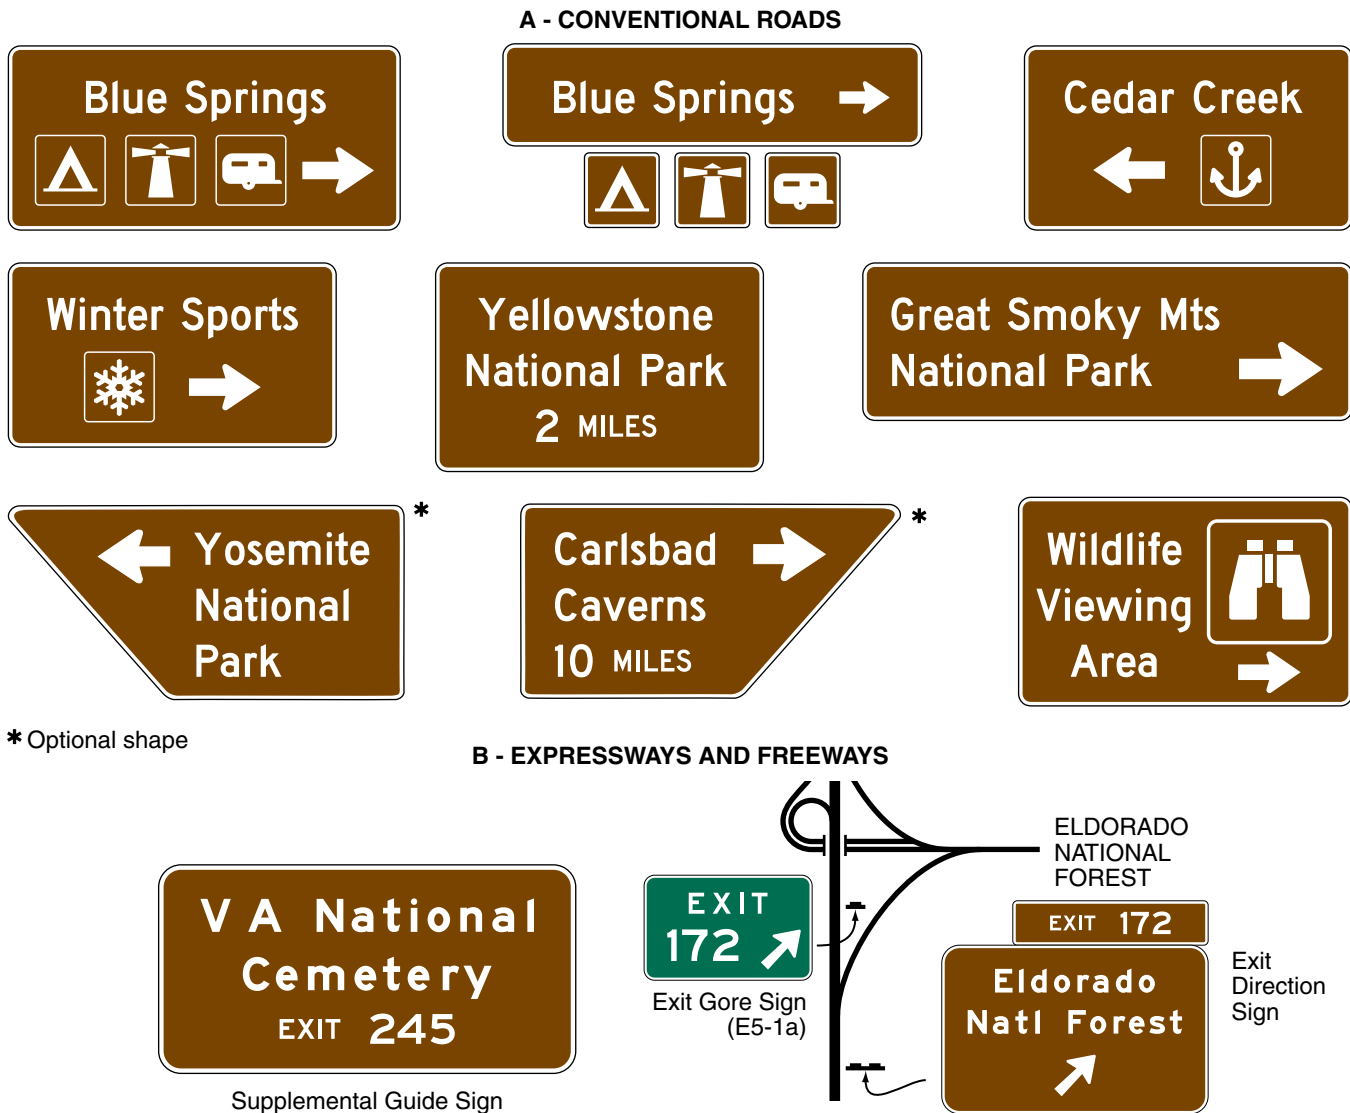 A - CONVENTIONAL ROADS
Blue Springs
Blue Springs
Cedar Creek
Winter Sports
Yellowstone
National Park
2 MILES
Great Smoky Mts
National Park
Yosemite
National
Park
*
Carlsbad
Caverns
10 MILES
*
Wildlife
Viewing
Area
* Optional shape
B - EXPRESSWAYS AND FREEWAYS
VA National
Cemetery
EXIT 245
Supplemental Guide Sign
EXIT
172
Exit Gore Sign
(E5-1a)
ELDORADO
NATIONAL
FOREST
EXIT 172
Eldorado
Natl Forest
Exit
Direction
Sign